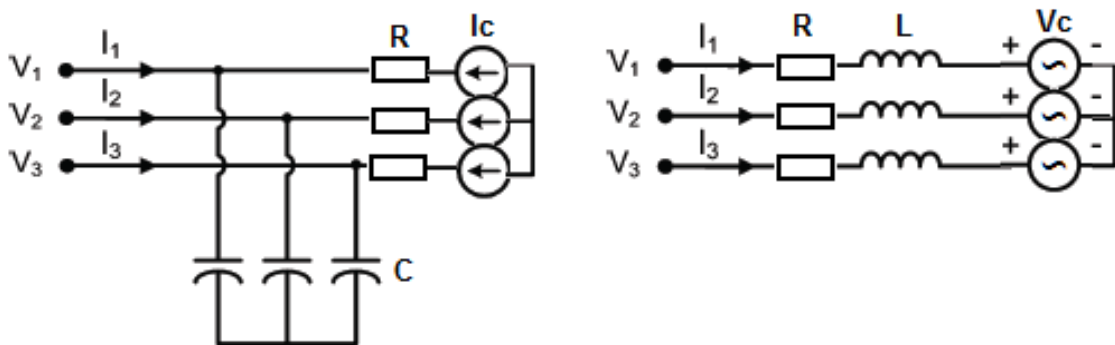 R Ic
I₁
V₁
I₂
V₂
I₃
V₃
C
R L Vc
I₁ + -
V₁
I₂ + -
V₂
I₃ + -
V₃